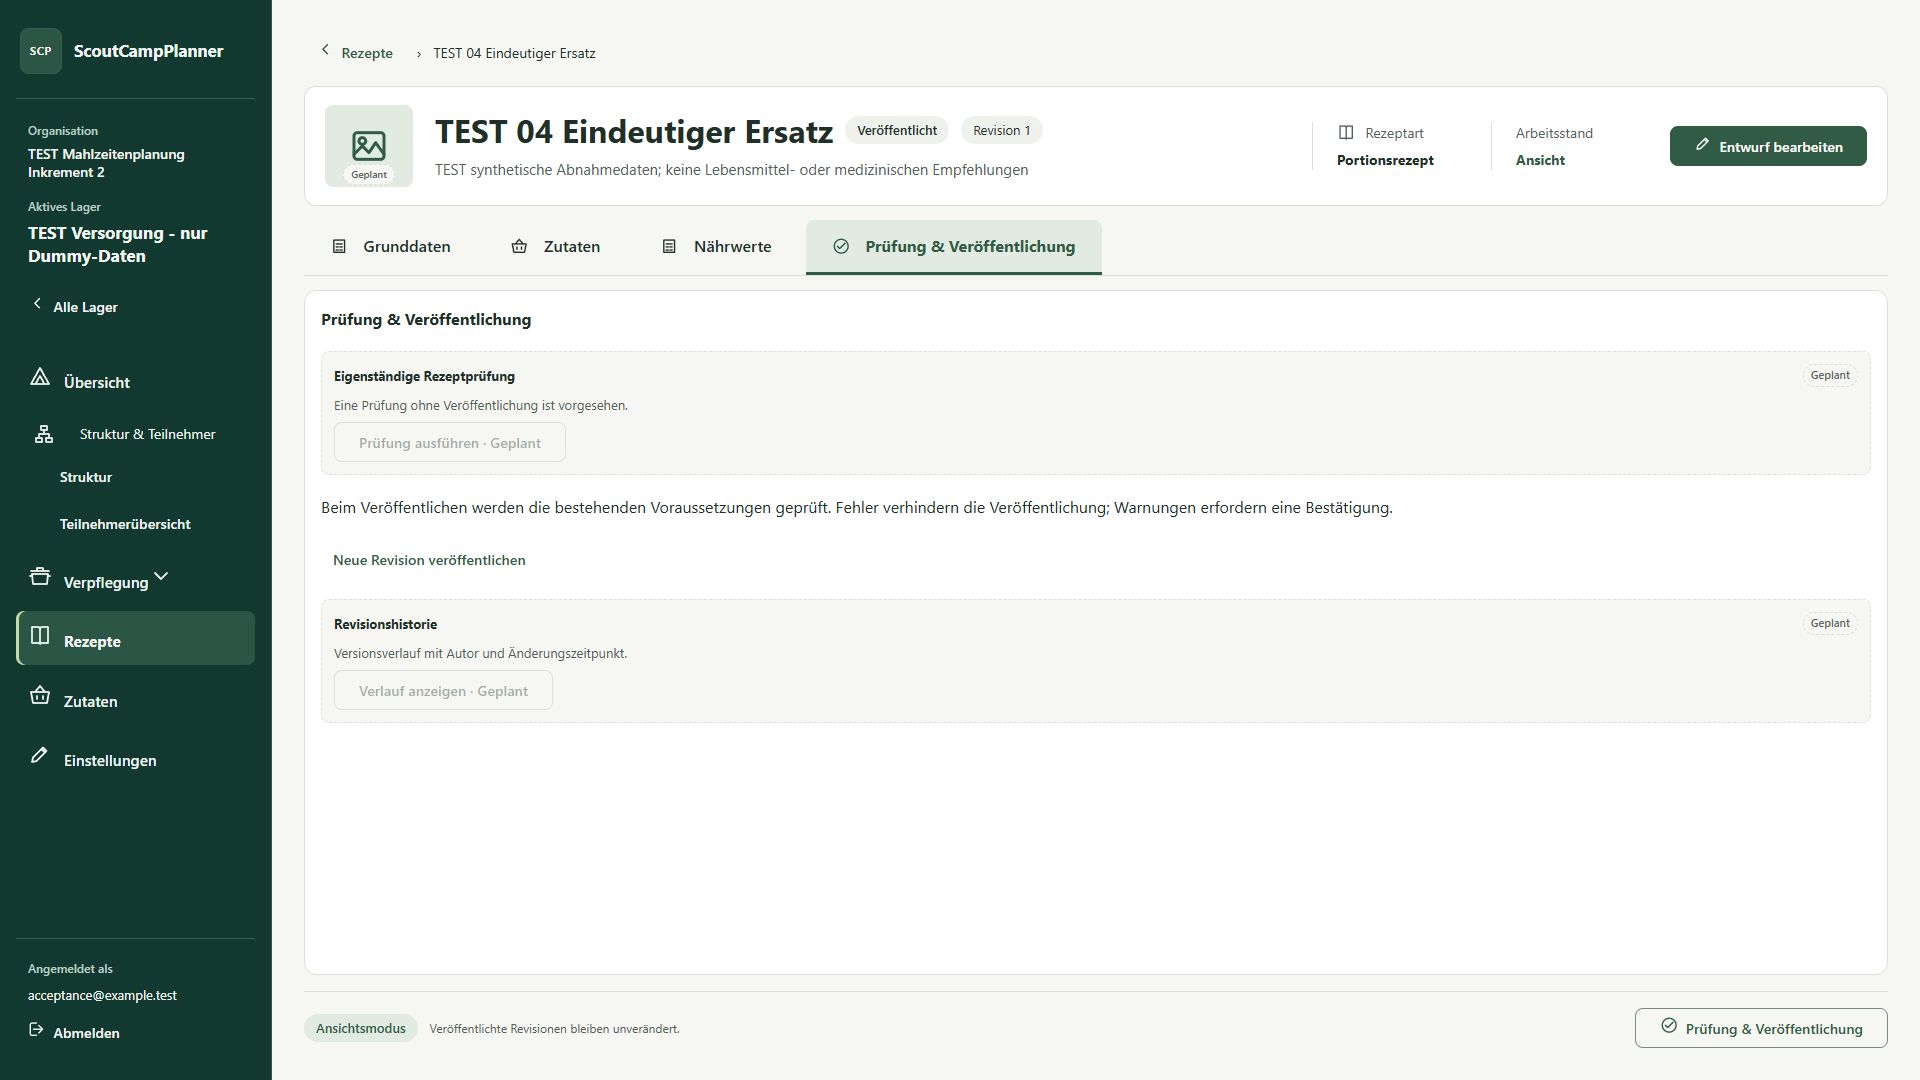 SCP
ScoutCampPlanner
Organisation
TEST Mahlzeitenplanung
Inkrement 2
Aktives Lager
TEST Versorgung - nur
Dummy-Daten
Alle Lager
Übersicht
Struktur & Teilnehmer
Struktur
Teilnehmerübersicht
Verpflegung
Rezepte
Zutaten
Einstellungen
Angemeldet als
acceptance@example.test
Abmelden
Rezepte › TEST 04 Eindeutiger Ersatz
Geplant
TEST 04 Eindeutiger Ersatz Veröffentlicht Revision 1
TEST synthetische Abnahmedaten; keine Lebensmittel- oder medizinischen Empfehlungen
Rezeptart
Portionsrezept
Arbeitsstand
Ansicht
Entwurf bearbeiten
Grunddaten Zutaten Nährwerte Prüfung & Veröffentlichung
Prüfung & Veröffentlichung
Eigenständige Rezeptprüfung Geplant
Eine Prüfung ohne Veröffentlichung ist vorgesehen.
Prüfung ausführen · Geplant
Beim Veröffentlichen werden die bestehenden Voraussetzungen geprüft. Fehler verhindern die Veröffentlichung; Warnungen erfordern eine Bestätigung.
Neue Revision veröffentlichen
Revisionshistorie Geplant
Versionsverlauf mit Autor und Änderungszeitpunkt.
Verlauf anzeigen · Geplant
Ansichtsmodus Veröffentlichte Revisionen bleiben unverändert.
Prüfung & Veröffentlichung